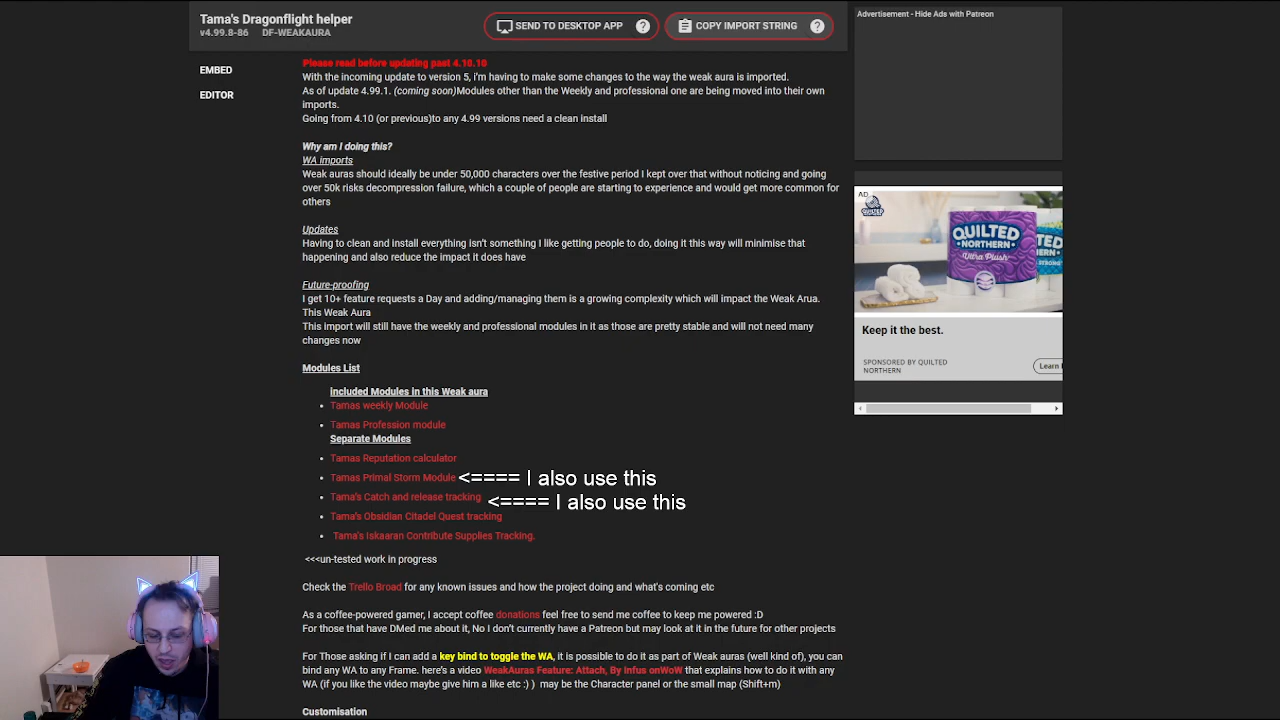 Tama's Dragonflight helper
v4.99.8-86 DF-WEAKAURA
SEND TO DESKTOP APP ?
COPY IMPORT STRING ?
EMBED
EDITOR
Please read before updating past 4.10.10
With the incoming update to version 5, i'm having to make some changes to the way the weak aura is imported.
As of update 4.99.1. (coming soon)Modules other than the Weekly and professional one are being moved into their own
imports.
Going from 4.10 (or previous)to any 4.99 versions need a clean install
Why am I doing this?
WA imports
Weak auras should ideally be under 50,000 characters over the festive period I kept over that without noticing and going
over 50k risks decompression failure, which a couple of people are starting to experience and would get more common for
others
Updates
Having to clean and install everything isn't something I like getting people to do, doing it this way will minimise that
happening and also reduce the impact it does have
Future-proofing
I get 10+ feature requests a Day and adding/managing them is a growing complexity which will impact the Weak Arua.
This Weak Aura
This import will still have the weekly and professional modules in it as those are pretty stable and will not need many
changes now
Modules List
included Modules in this Weak aura
• Tamas weekly Module
• Tamas Profession module
Separate Modules
• Tamas Reputation calculator
• Tamas Primal Storm Module <==== I also use this
• Tama's Catch and release tracking <==== I also use this
• Tama's Obsidian Citadel Quest tracking
• Tama's Iskaaran Contribute Supplies Tracking.
<<<un-tested work in progress
Check the Trello Broad for any known issues and how the project doing and what's coming etc
As a coffee-powered gamer, I accept coffee donations feel free to send me coffee to keep me powered :D
For those that have DMed me about it, No I don't currently have a Patreon but may look at it in the future for other projects
For Those asking if I can add a key bind to toggle the WA, it is possible to do it as part of Weak auras (well kind of), you can
bind any WA to any Frame. here's a video WeakAuras Feature: Attach, By Infus onWoW that explains how to do it with any
WA (if you like the video maybe give him a like etc :) ) may be the Character panel or the small map (Shift+m)
Customisation
Advertisement - Hide Ads with Patreon
AD
QUILTED
NORTHERN
Ultra Plush
Keep it the best.
SPONSORED BY QUILTED
NORTHERN
Learn